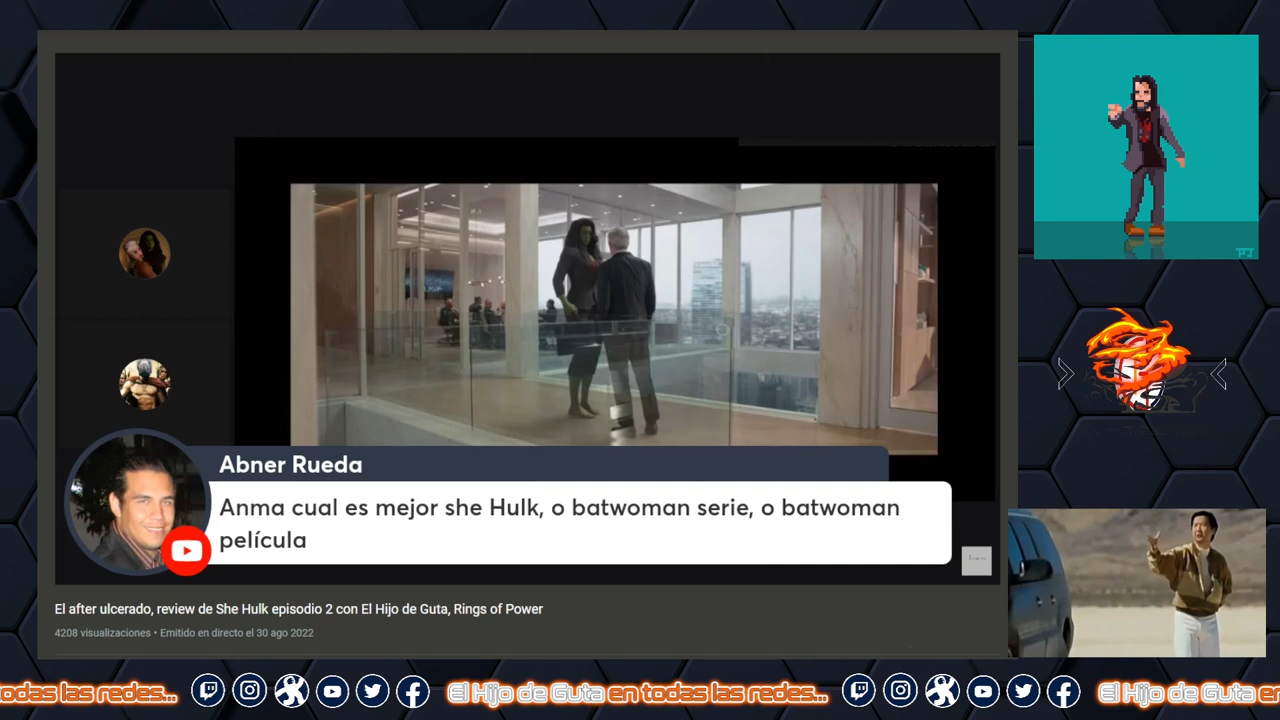 Abner Rueda
Anma cual es mejor she Hulk, o batwoman serie, o batwoman
película
El after ulcerado, review de She Hulk episodio 2 con El Hijo de Guta, Rings of Power
4208 visualizaciones • Emitido en directo el 30 ago 2022
todas las redes... El Hijo de Guta en todas las redes... El Hijo de Guta en